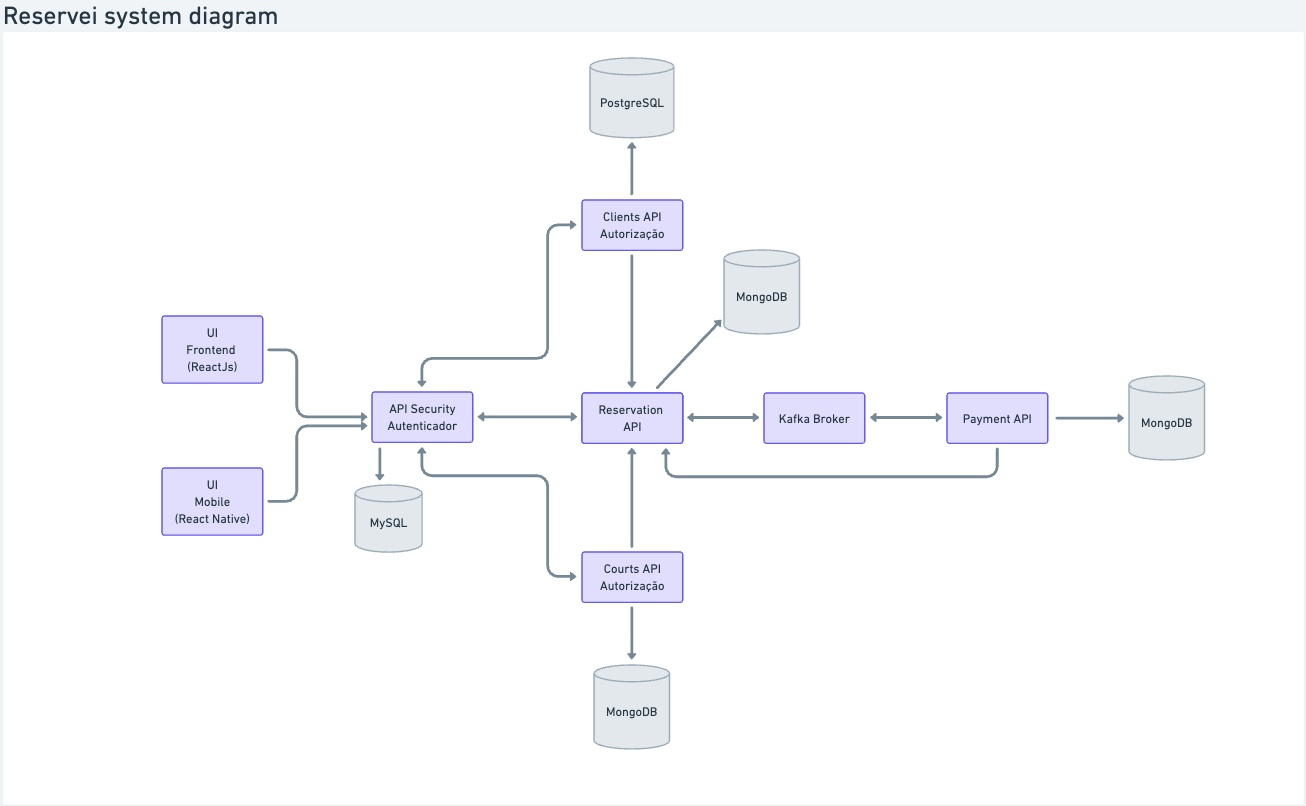 Reservei system diagram
PostgreSQL
Clients API
Autorização
MongoDB
UI
Frontend
(ReactJs)
API Security
Autenticador
Reservation
API
Kafka Broker
Payment API
MongoDB
UI
Mobile
(React Native)
MySQL
Courts API
Autorização
MongoDB